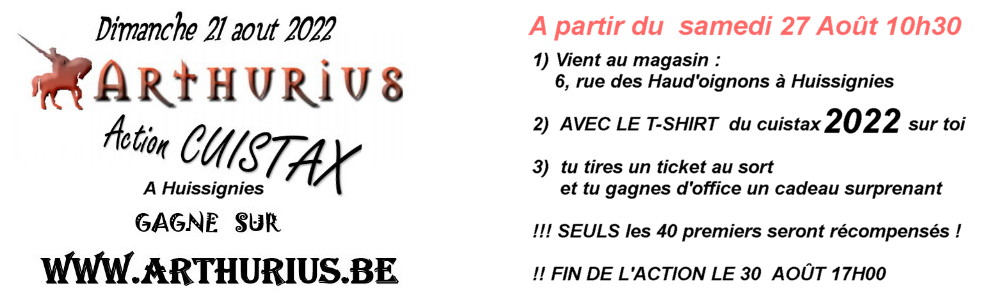 Dimanche 21 aout 2022
ARTHURIUS
Action CUISTAX
A Huissignies
GAGNE SUR
WWW.ARTHURIUS.BE
A partir du samedi 27 Août 10h30
1) Vient au magasin :
6, rue des Haud'oignons à Huissignies
2) AVEC LE T-SHIRT du cuistax 2022 sur toi
3) tu tires un ticket au sort
et tu gagnes d'office un cadeau surprenant
!!! SEULS les 40 premiers seront récompensés !
!! FIN DE L'ACTION LE 30 AOÛT 17H00